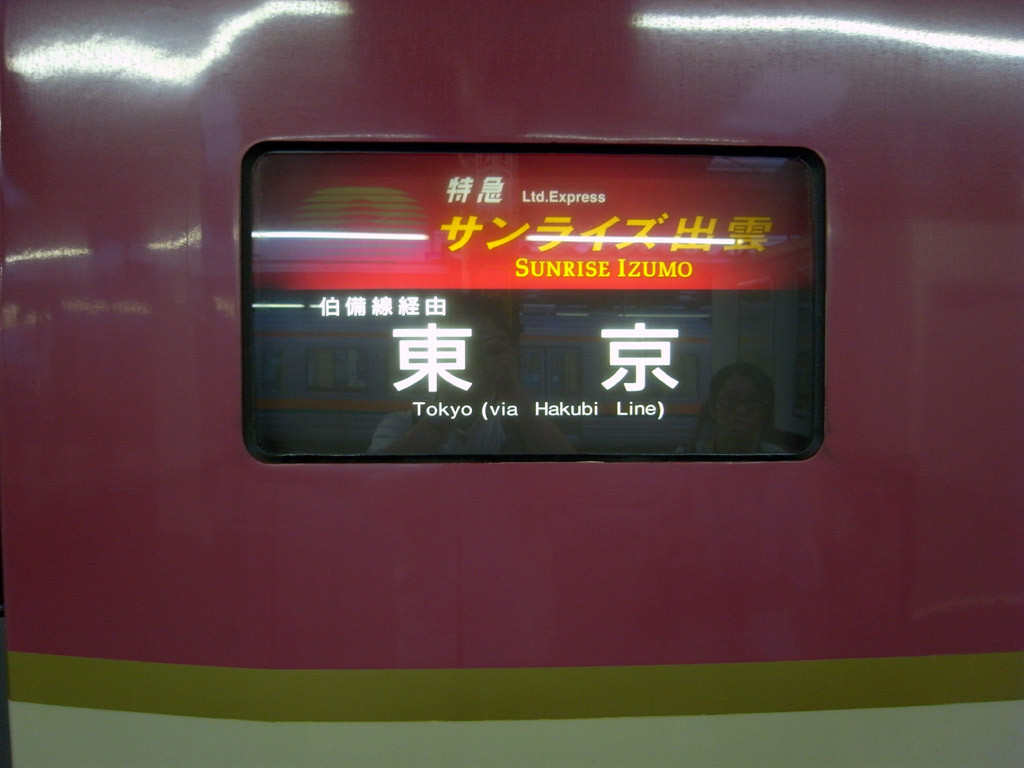 特急 Ltd.Express
サンライズ出雲
SUNRISE IZUMO
伯備線経由
東京
Tokyo (via Hakubi Line)